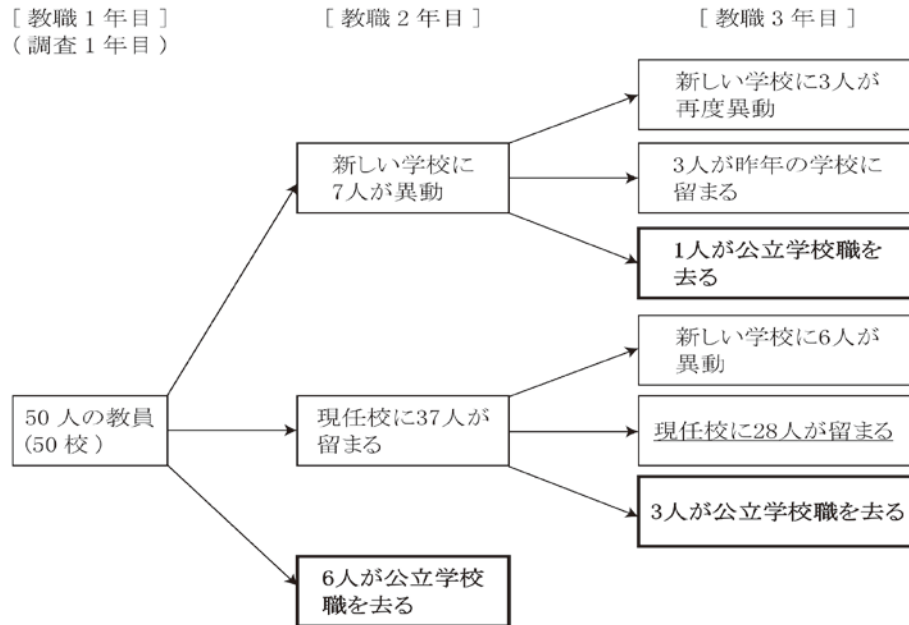 [ 教職1年目 ]
( 調査1年目 )
[ 教職2年目 ]
[ 教職3年目 ]
50人の教員
(50校)
新しい学校に
7人が異動
現任校に37人が
留まる
6人が公立学校
職を去る
新しい学校に3人が
再度異動
3人が昨年の学校に
留まる
1人が公立学校職を
去る
新しい学校に6人が
異動
現任校に28人が留まる
3人が公立学校職を去る